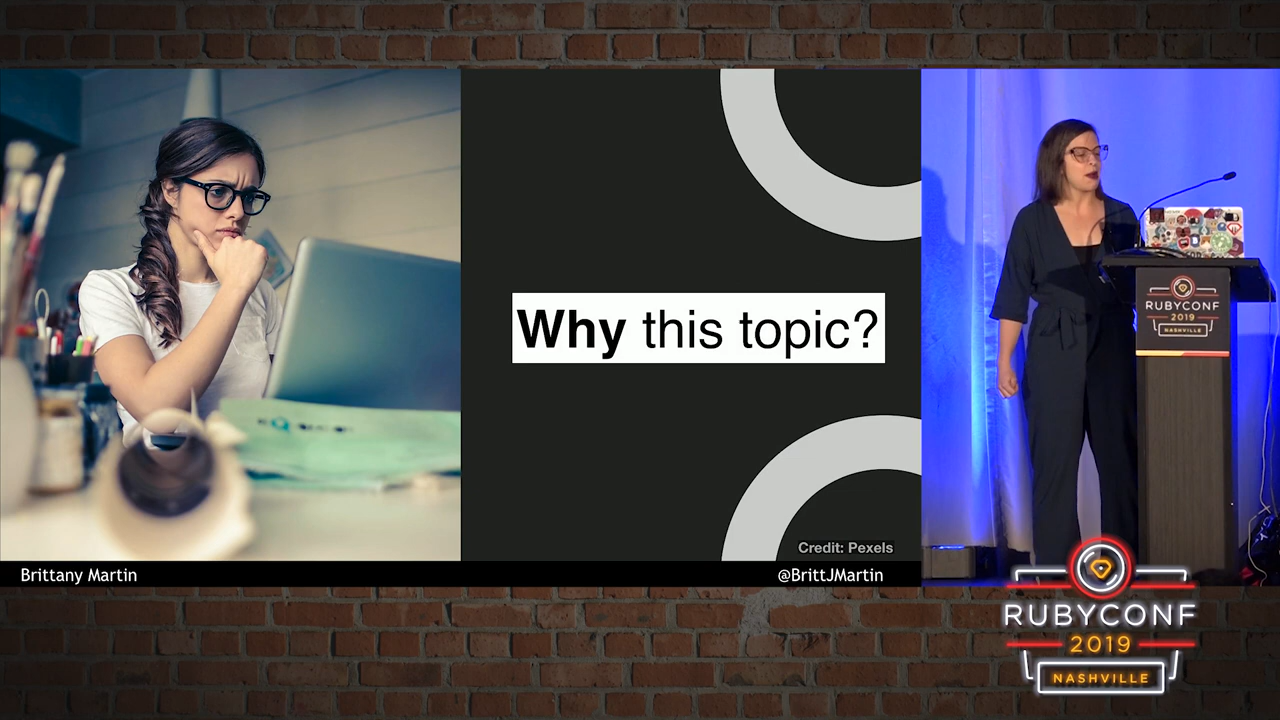 Why this topic?
Credit: Pexels
Brittany Martin
@BrittJMartin
RUBYCONF
2019
NASHVILLE
RUBYCONF
2019
NASHVILLE